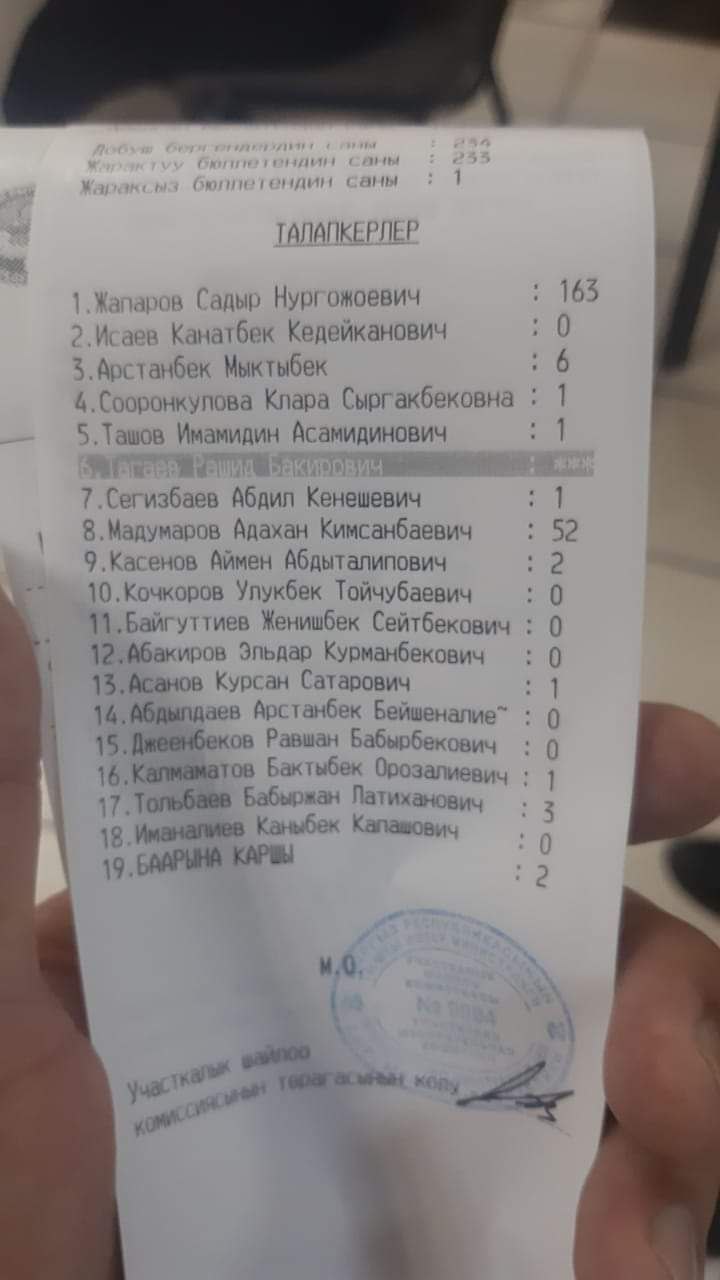 Добуш бергендердин саны : 234
Жарактуу бюллетендин саны : 233
Жараксыз бюллетендин саны : 1
ТАЛАПКЕРЛЕР
1.Жапаров Садыр Нургожоевич : 163
2.Исаев Канатбек Кедейканович : 0
3.Арстанбек Мыктыбек : 6
4.Сооронкулова Клара Сыргакбековна : 1
5.Ташов Имамидин Асамидинович : 1
6.Тагаев Рашид Бакирович : ***
7.Сегизбаев Абдил Кенешевич : 1
8.Мадумаров Адахан Кимсанбаевич : 52
9.Касенов Аймен Абдыталипович : 2
10.Кочкоров Улукбек Тойчубаевич : 0
11.Байгуттиев Женишбек Сейтбекович : 0
12.Абакиров Эльдар Курманбекович : 0
13.Асанов Курсан Сатарович : 1
14.Абдылдаев Арстанбек Бейшеналие~ : 0
15.Джеенбеков Равшан Бабырбекович : 0
16.Калмаматов Бактыбек Орозалиевич : 1
17.Тольбаев Бабыржан Латиханович : 3
18.Иманалиев Каныбек Капашович : 0
19.БААРЫНА КАРШЫ : 2
М.О.
Участкалык шайлоо
комиссиясынын терагасынын колу